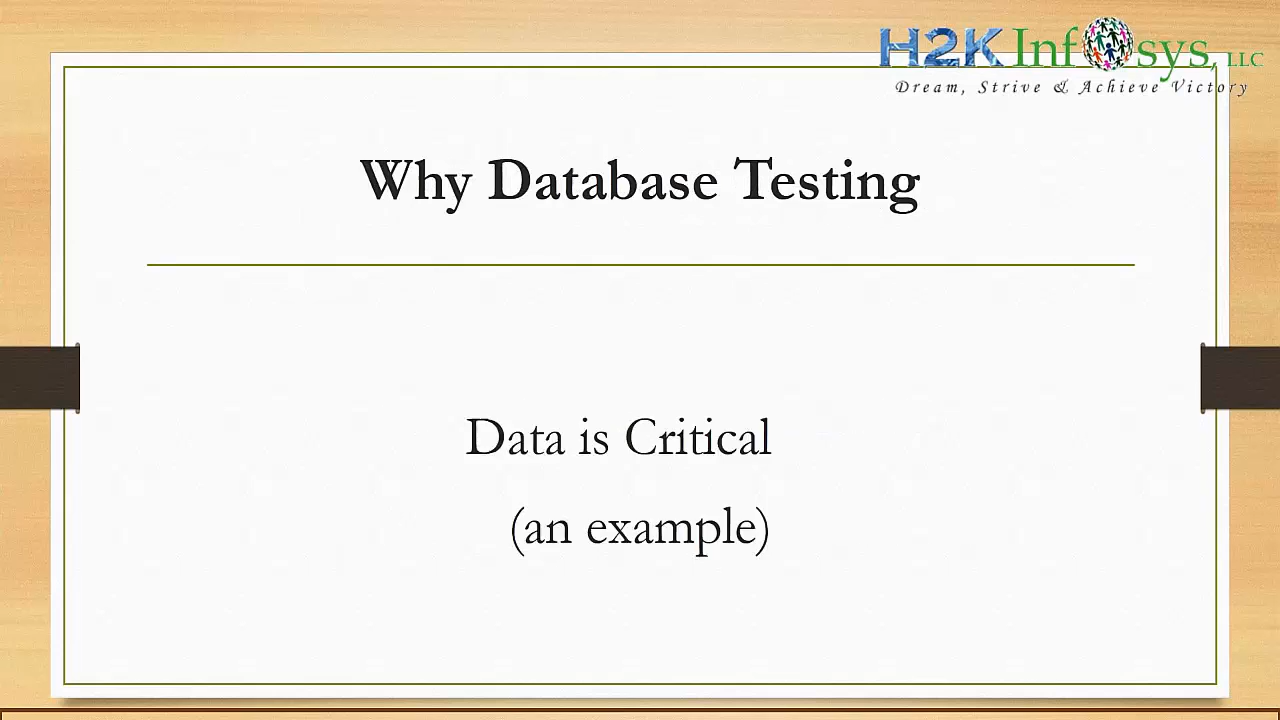 H2K Infosys, LLC
Dream, Strive & Achieve Victory
Why Database Testing
Data is Critical
(an example)